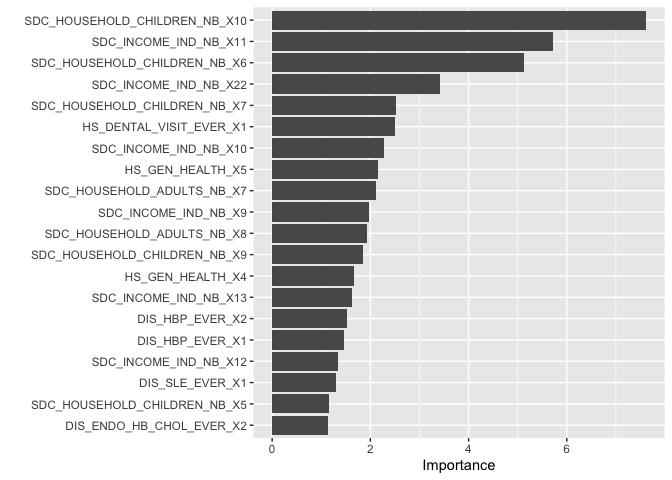 SDC_HOUSEHOLD_CHILDREN_NB_X10
SDC_INCOME_IND_NB_X11
SDC_HOUSEHOLD_CHILDREN_NB_X6
SDC_INCOME_IND_NB_X22
SDC_HOUSEHOLD_CHILDREN_NB_X7
HS_DENTAL_VISIT_EVER_X1
SDC_INCOME_IND_NB_X10
HS_GEN_HEALTH_X5
SDC_HOUSEHOLD_ADULTS_NB_X7
SDC_INCOME_IND_NB_X9
SDC_HOUSEHOLD_ADULTS_NB_X8
SDC_HOUSEHOLD_CHILDREN_NB_X9
HS_GEN_HEALTH_X4
SDC_INCOME_IND_NB_X13
DIS_HBP_EVER_X2
DIS_HBP_EVER_X1
SDC_INCOME_IND_NB_X12
DIS_SLE_EVER_X1
SDC_HOUSEHOLD_CHILDREN_NB_X5
DIS_ENDO_HB_CHOL_EVER_X2
0 2 4 6
Importance